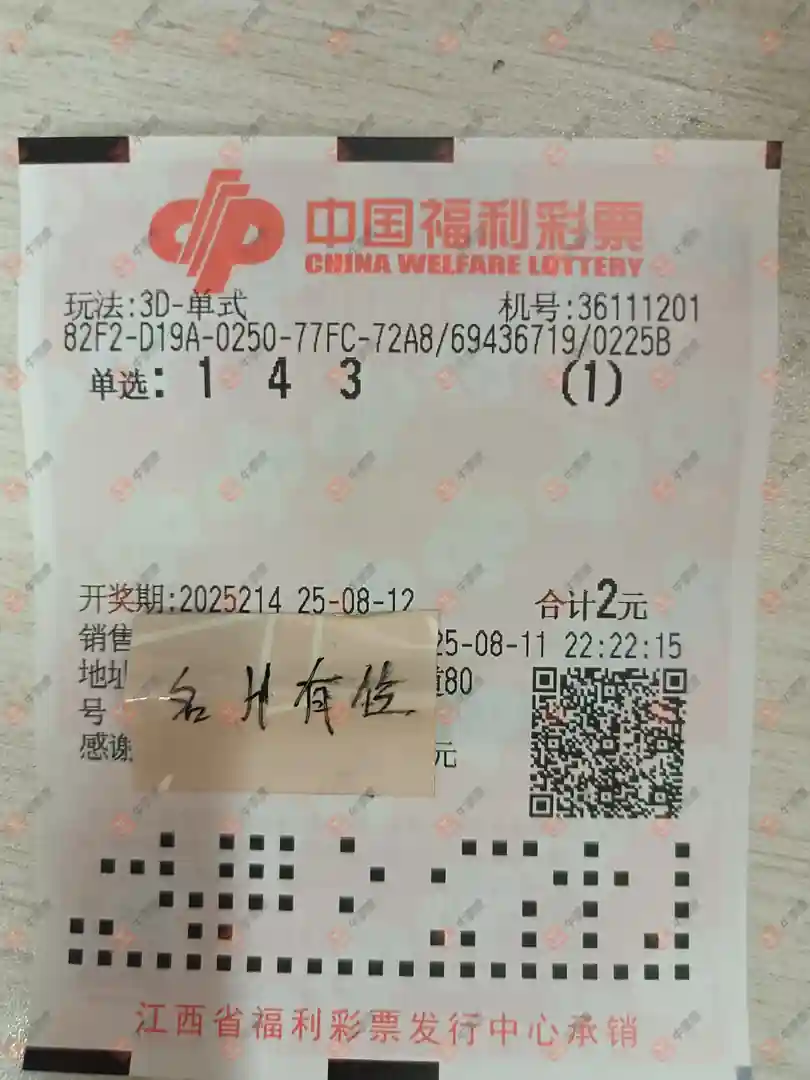 中国福利彩票
CHINA WELFARE LOTTERY
玩法:3D-单式 机号:36111201
82F2-D19A-0250-77FC-72A8/69436719/0225B
单选: 1 4 3 (1)
开奖期:2025214 25-08-12 合计2元
销售 25-08-11 22:22:15
地址 80
号
名 有
感谢 元
江西省福利彩票发行中心承销